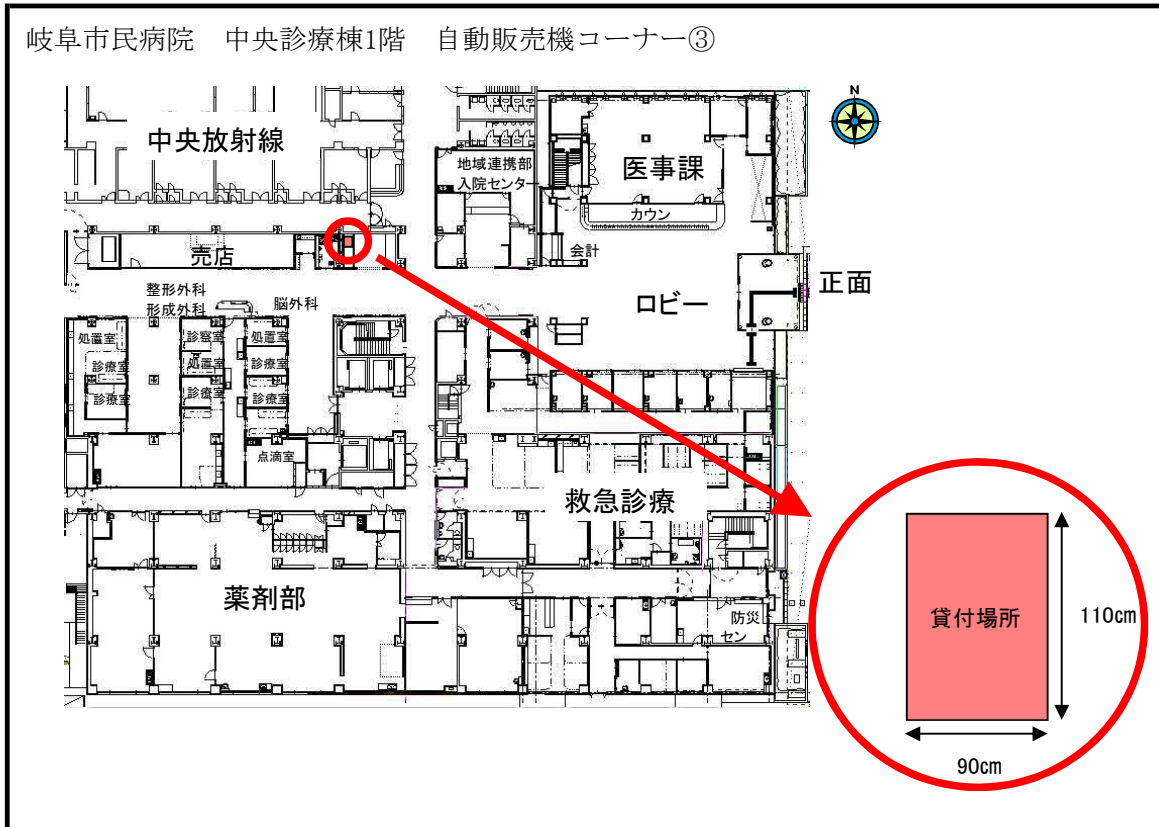 岐阜市民病院　中央診療棟1階　自動販売機コーナー③
N
中央放射線
地域連携部
入院センター
医事課
カウン
会計
売店
ロビー
正面
整形外科
形成外科
脳外科
処置室
診察室
処置室
診療室
処置室
診療室
診療室
診療室
診療室
点滴室
救急診療
薬剤部
防災
セン
貸付場所
110cm
90cm